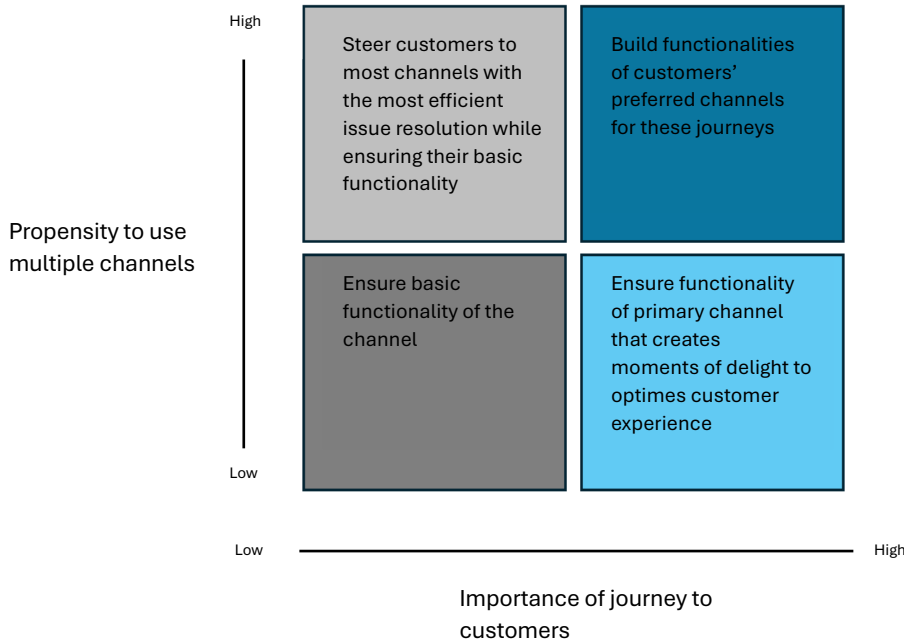 High
Steer customers to
most channels with
the most efficient
issue resolution while
ensuring their basic
functionality
Build functionalities
of customers’
preferred channels
for these journeys
Propensity to use
multiple channels
Ensure basic
functionality of the
channel
Ensure functionality
of primary channel
that creates
moments of delight to
optimes customer
experience
Low
Low
High
Importance of journey to
customers